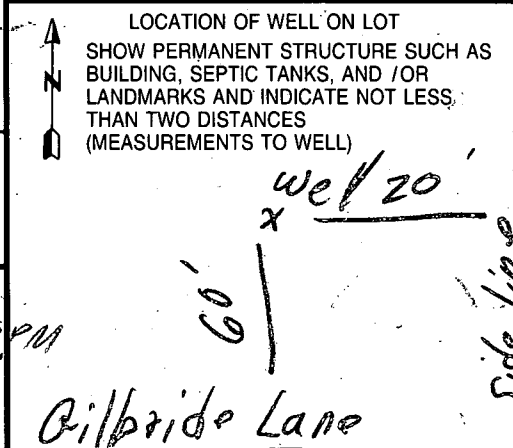 LOCATION OF WELL ON LOT
SHOW PERMANENT STRUCTURE SUCH AS
BUILDING, SEPTIC TANKS, AND / OR
LANDMARKS AND INDICATE NOT LESS
THAN TWO DISTANCES
(MEASUREMENTS TO WELL)
N
Well 20'
x
60'
Side Line
PM
Gilbride Lane